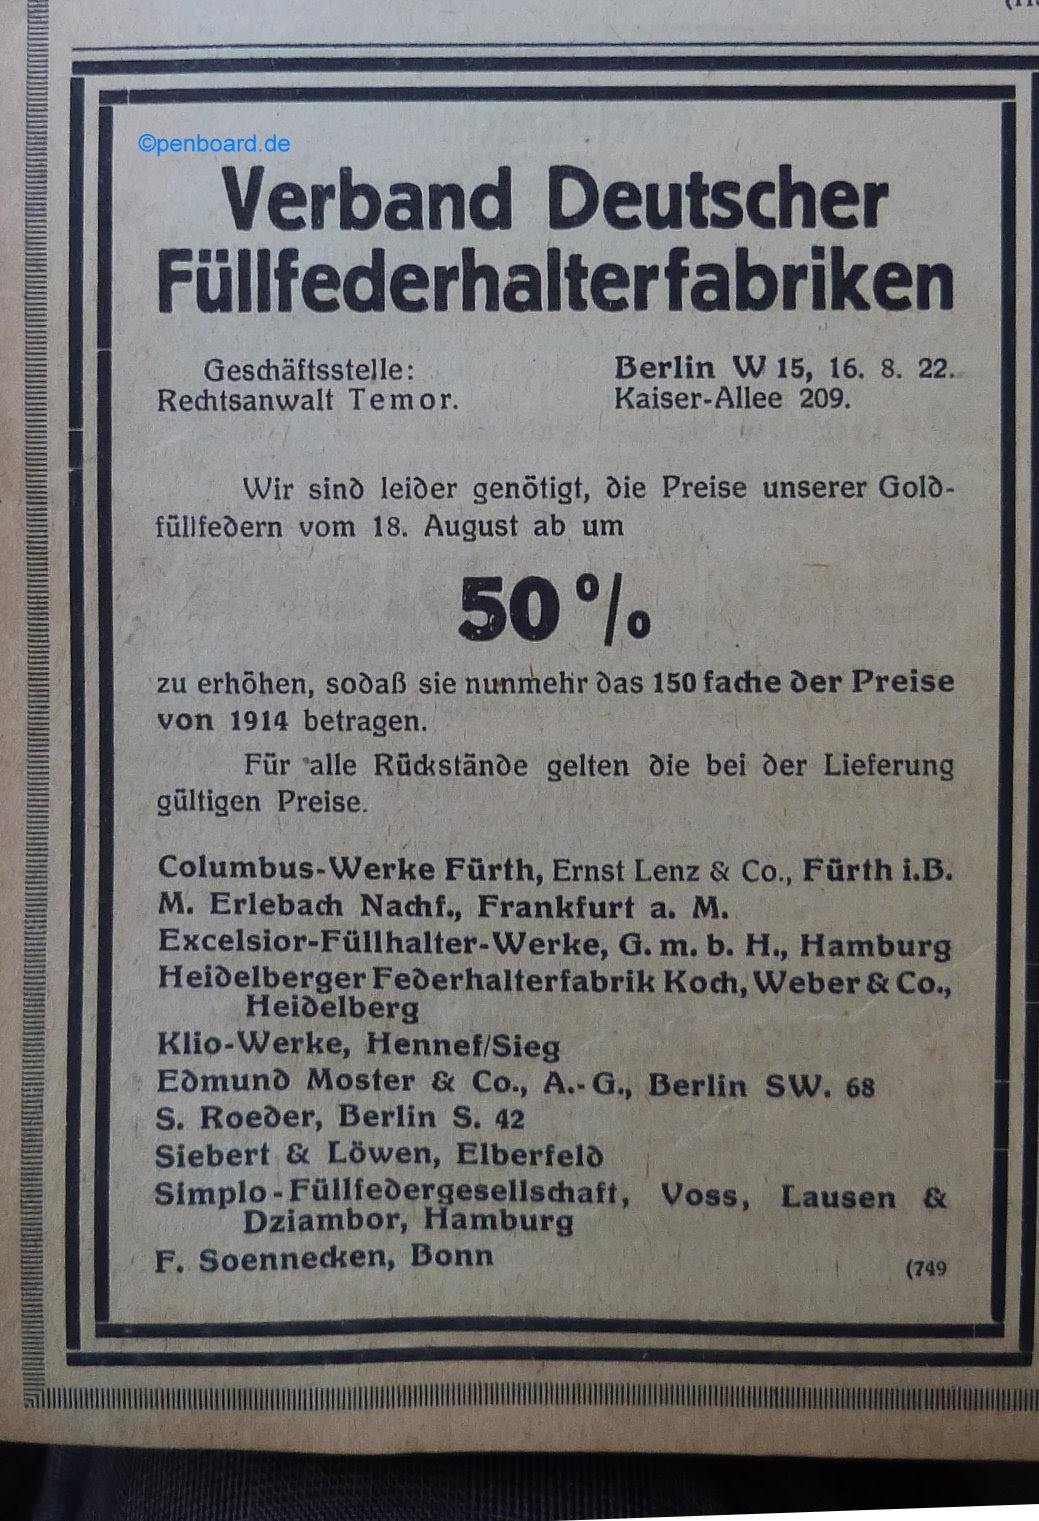 ©penboard.de
Verband Deutscher
Füllfederhalterfabriken
Geschäftsstelle:
Rechtsanwalt Temor.
Berlin W 15, 16. 8. 22.
Kaiser-Allee 209.
Wir sind leider genötigt, die Preise unserer Gold-
füllfedern vom 18. August ab um
50 %
zu erhöhen, sodaß sie nunmehr das 150 fache der Preise
von 1914 betragen.
Für alle Rückstände gelten die bei der Lieferung
gültigen Preise.
Columbus-Werke Fürth, Ernst Lenz & Co., Fürth i.B.
M. Erlebach Nachf., Frankfurt a. M.
Excelsior-Füllhalter-Werke, G. m. b. H., Hamburg
Heidelberger Federhalterfabrik Koch, Weber & Co.,
Heidelberg
Klio-Werke, Hennef/Sieg
Edmund Moster & Co., A.-G., Berlin SW. 68
S. Roeder, Berlin S. 42
Siebert & Löwen, Elberfeld
Simplo-Füllfedergesellschaft, Voss, Lausen &
Dziambor, Hamburg
F. Soennecken, Bonn
(749